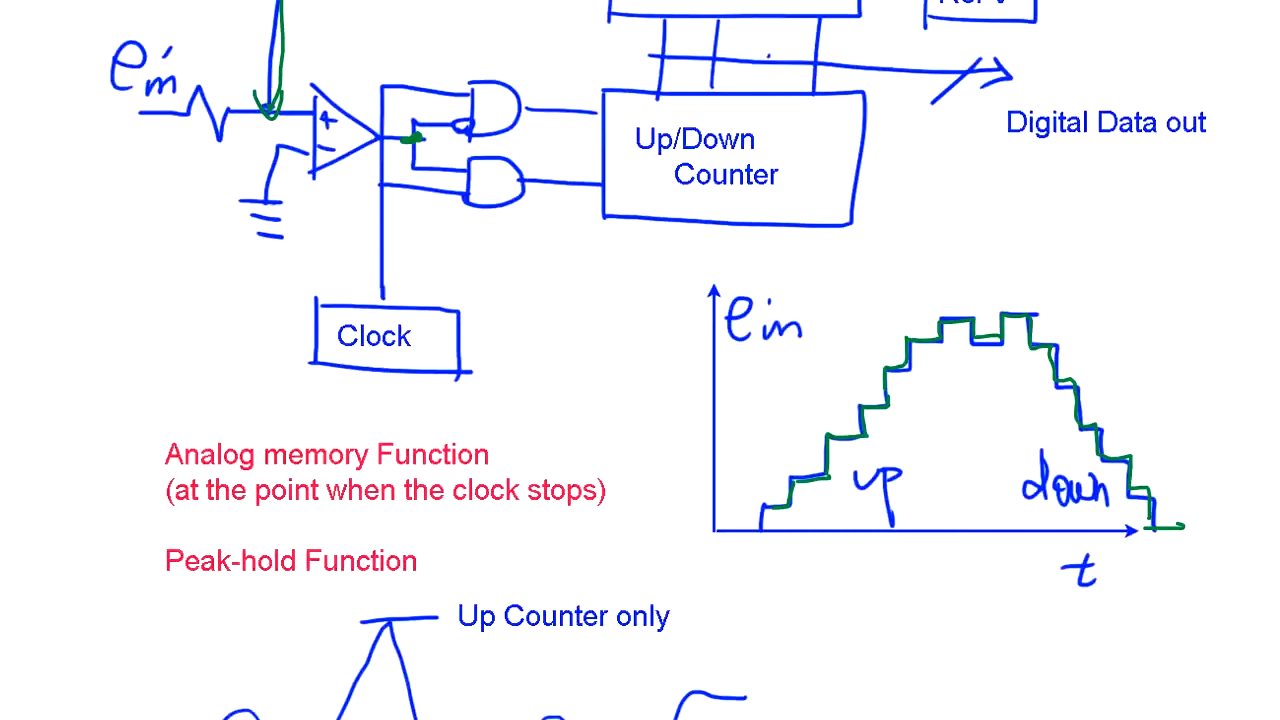 ein
+
−
Up/Down
Counter
Digital Data out
Clock
ein
up
down
t
Analog memory Function
(at the point when the clock stops)
Peak-hold Function
Up Counter only